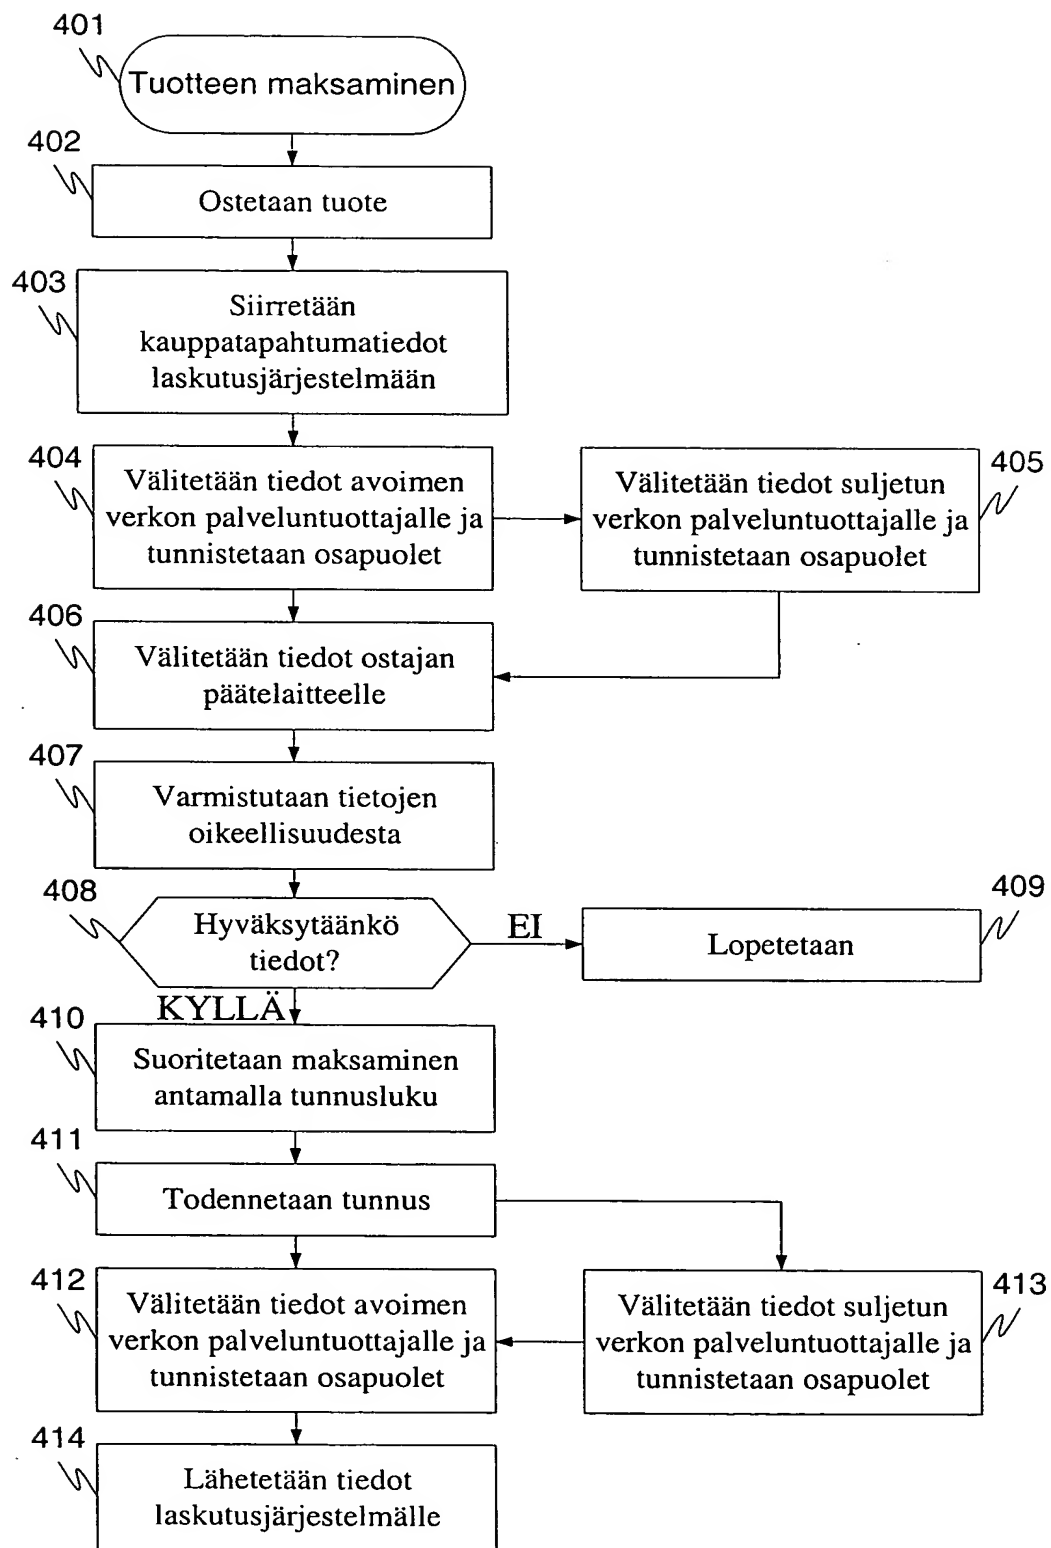 401
Tuotteen maksaminen
402
Ostetaan tuote
403
Siirretään
kauppatapahtumatiedot
laskutusjärjestelmään
404
Välitetään tiedot avoimen
verkon palveluntuottajalle ja
tunnistetaan osapuolet
405
Välitetään tiedot suljetun
verkon palveluntuottajalle ja
tunnistetaan osapuolet
406
Välitetään tiedot ostajan
päätelaitteelle
407
Varmistutaan tietojen
oikeellisuudesta
408
Hyväksytäänkö
tiedot?
EI
409
Lopetetaan
KYLLÄ
410
Suoritetaan maksaminen
antamalla tunnusluku
411
Todennetaan tunnus
412
Välitetään tiedot avoimen
verkon palveluntuottajalle ja
tunnistetaan osapuolet
413
Välitetään tiedot suljetun
verkon palveluntuottajalle ja
tunnistetaan osapuolet
414
Lähetetään tiedot
laskutusjärjestelmälle